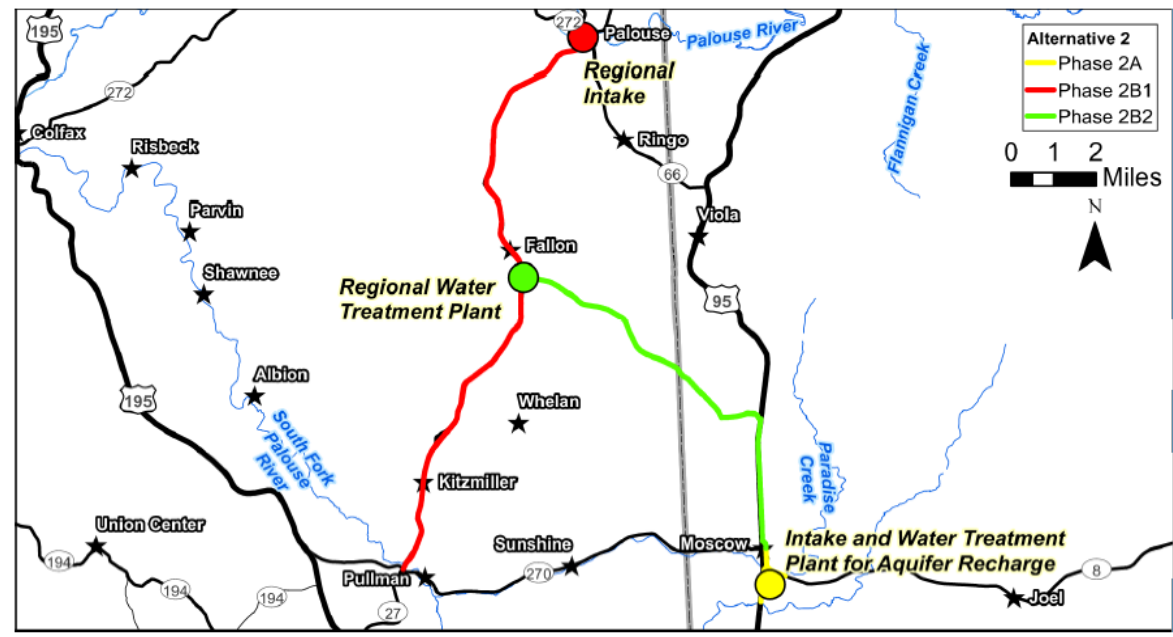 195
272
Palouse
Palouse River
Regional
Intake
Alternative 2
Phase 2A
Phase 2B1
Phase 2B2
Flannigan Creek
272
Colfax
Risbeck
Ringo
0 1 2
Miles
66
N
Parvin
Viola
Fallon
Shawnee
Regional Water
Treatment Plant
95
Albion
195
Whelan
South Fork
Palouse
River
Paradise
Creek
Kitzmiller
Union Center
Sunshine
Moscow
Intake and Water Treatment
Plant for Aquifer Recharge
194
Pullman
270
8
194
194
27
Joel